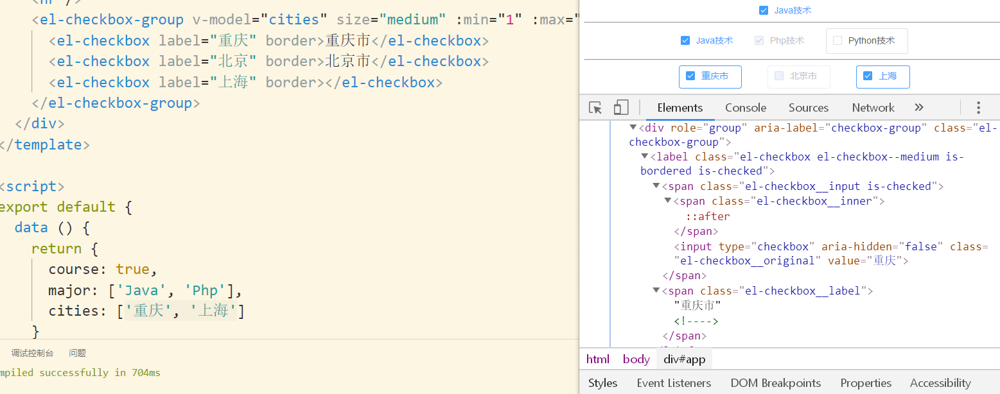 <hr />
<el-checkbox-group v-model="cities" size="medium" :min="1" :max="
<el-checkbox label="重庆" border>重庆市</el-checkbox>
<el-checkbox label="北京" border>北京市</el-checkbox>
<el-checkbox label="上海" border></el-checkbox>
</el-checkbox-group>
</div>
</template>
<script>
export default {
data () {
return {
course: true,
major: ['Java', 'Php'],
cities: ['重庆', '上海']
}
调试控制台 问题
mpiled successfully in 704ms
Java技术
Java技术 Php技术 Python技术
重庆市 北京市 上海
Elements Console Sources Network »
<div role="group" aria-label="checkbox-group" class="el-
checkbox-group">
<label class="el-checkbox el-checkbox--medium is-
bordered is-checked">
<span class="el-checkbox__input is-checked">
<span class="el-checkbox__inner">
::after
</span>
<input type="checkbox" aria-hidden="false" class=
"el-checkbox__original" value="重庆">
</span>
<span class="el-checkbox__label">
"重庆市"
<!---->
</span>
html body div#app
Styles Event Listeners DOM Breakpoints Properties Accessibility